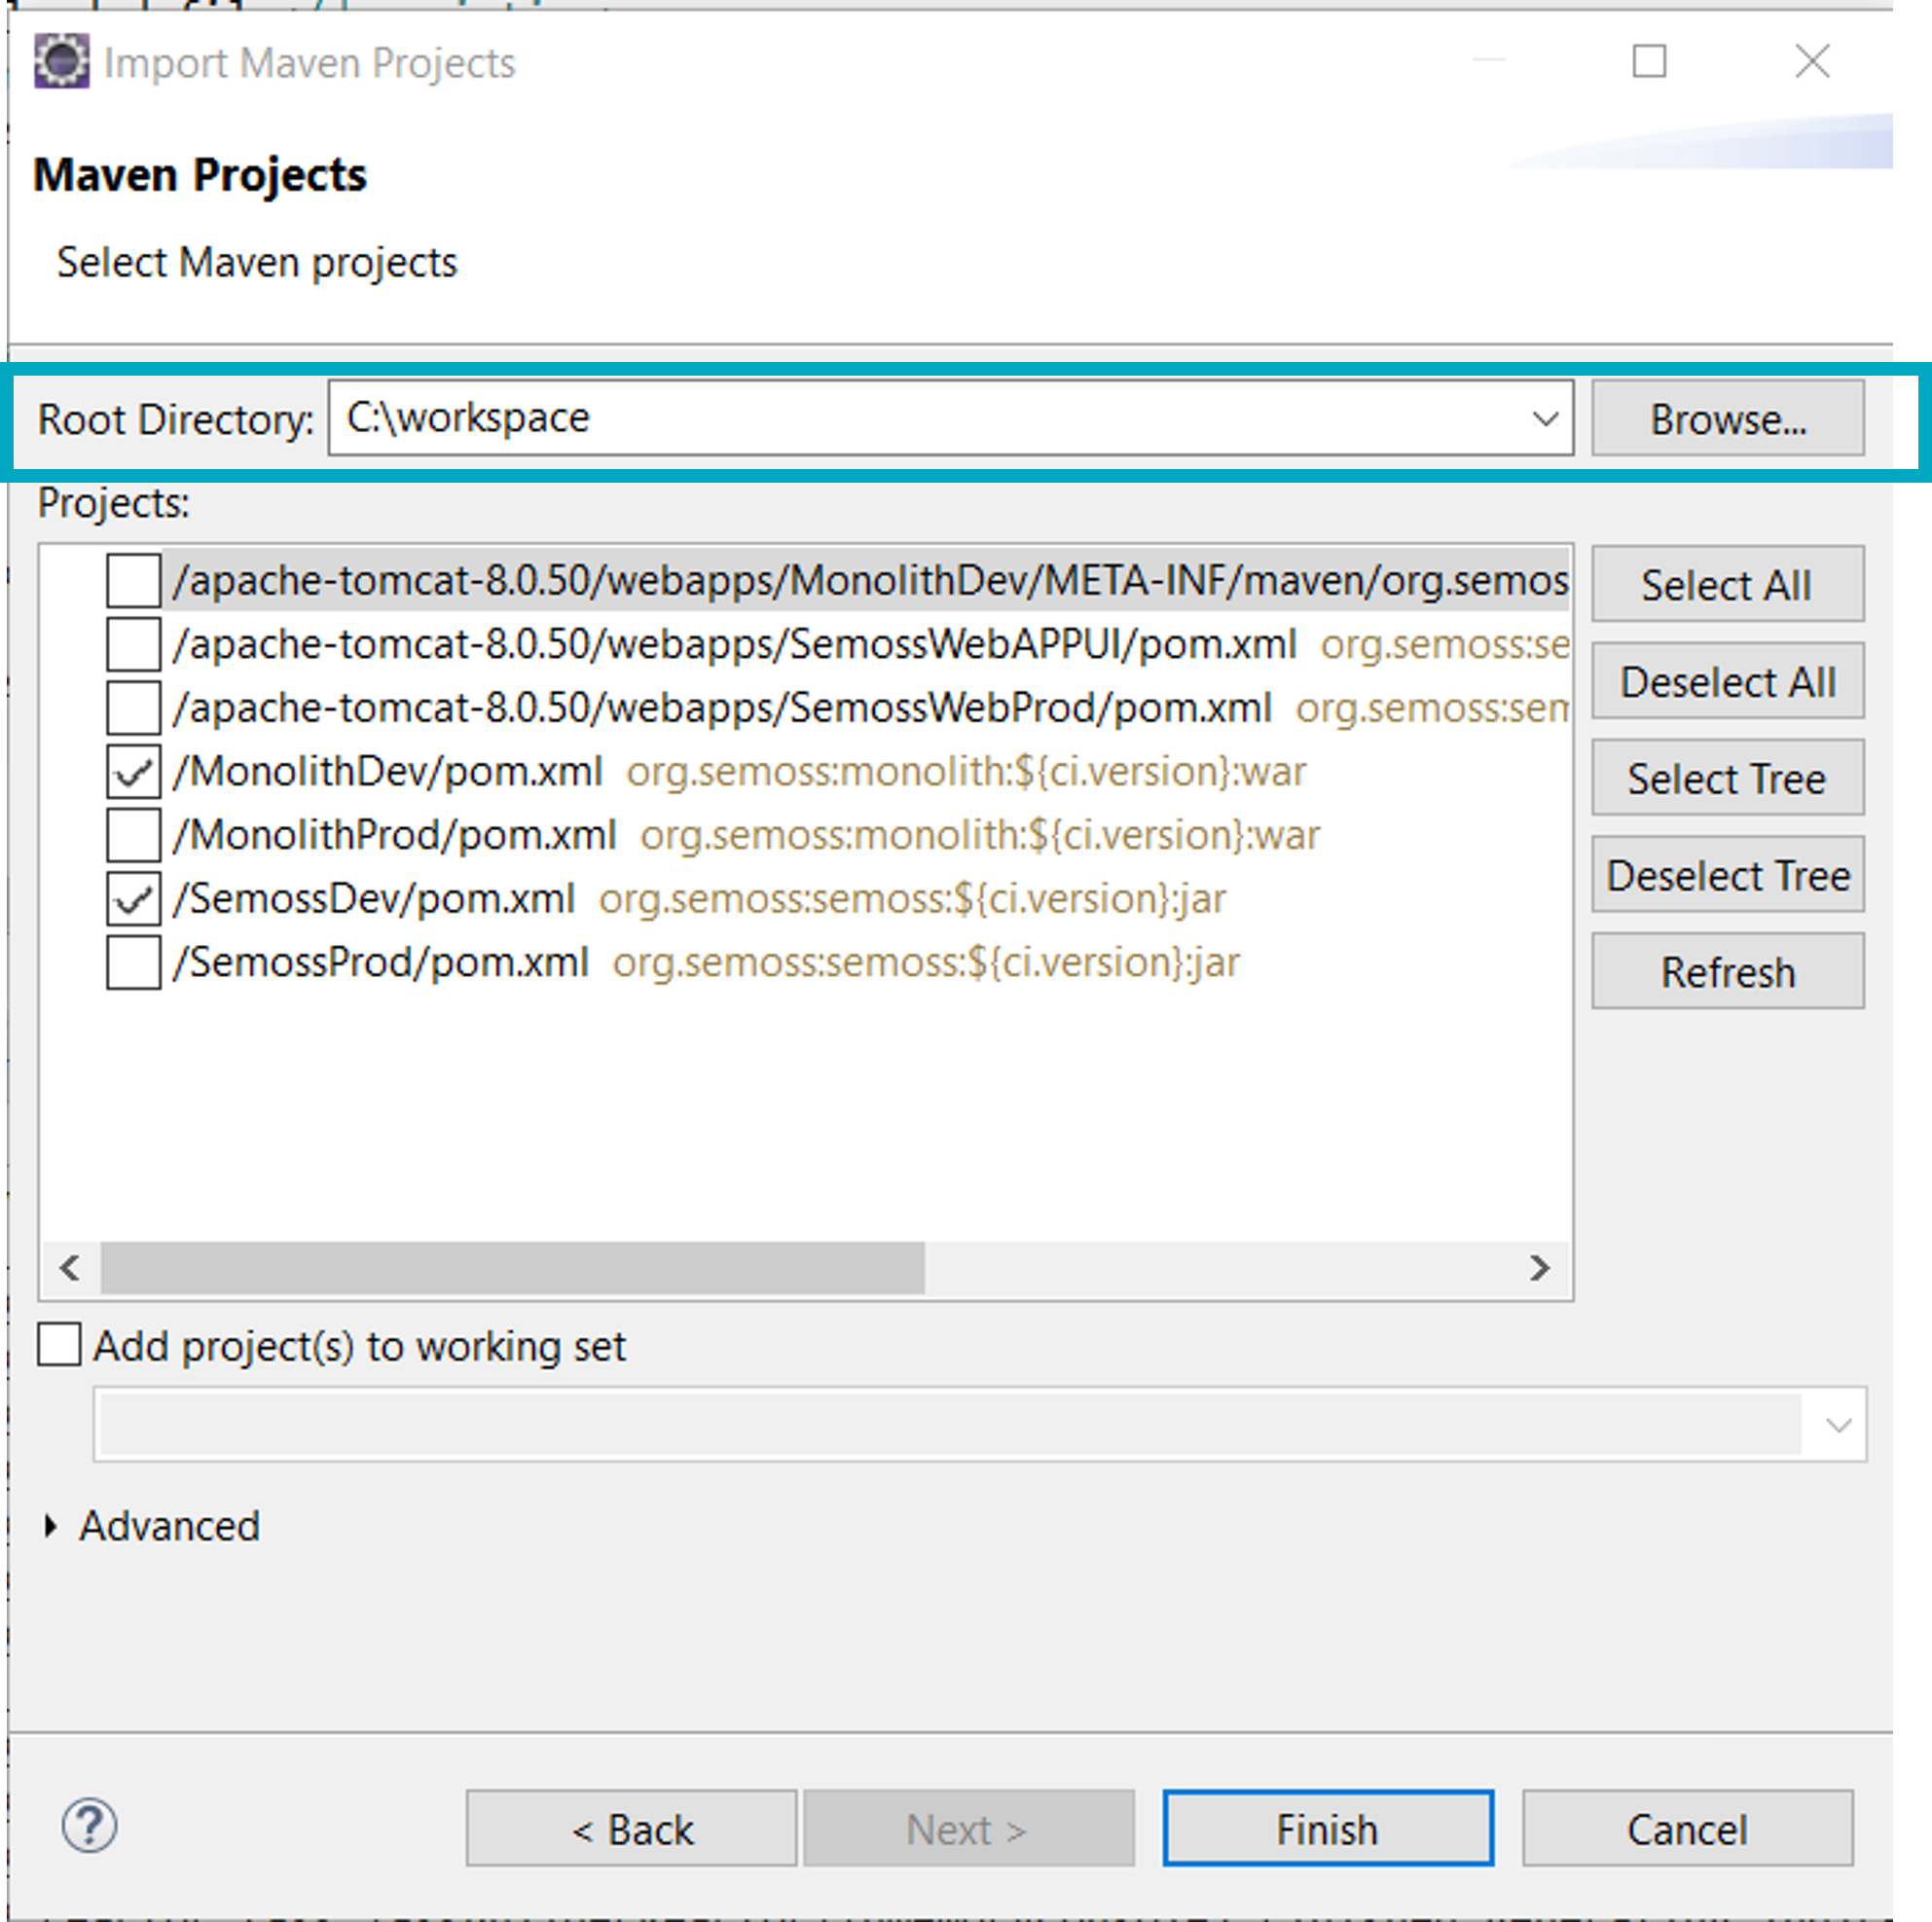 Import Maven Projects
Maven Projects
Select Maven projects
Root Directory: C:\workspace Browse...
Projects:
/apache-tomcat-8.0.50/webapps/MonolithDev/META-INF/maven/org.semos
/apache-tomcat-8.0.50/webapps/SemossWebAPPUI/pom.xml org.semoss:se
/apache-tomcat-8.0.50/webapps/SemossWebProd/pom.xml org.semoss:sem
/MonolithDev/pom.xml org.semoss:monolith:${ci.version}:war
/MonolithProd/pom.xml org.semoss:monolith:${ci.version}:war
/SemossDev/pom.xml org.semoss:semoss:${ci.version}:jar
/SemossProd/pom.xml org.semoss:semoss:${ci.version}:jar
Select All
Deselect All
Select Tree
Deselect Tree
Refresh
Add project(s) to working set
Advanced
? < Back Next > Finish Cancel